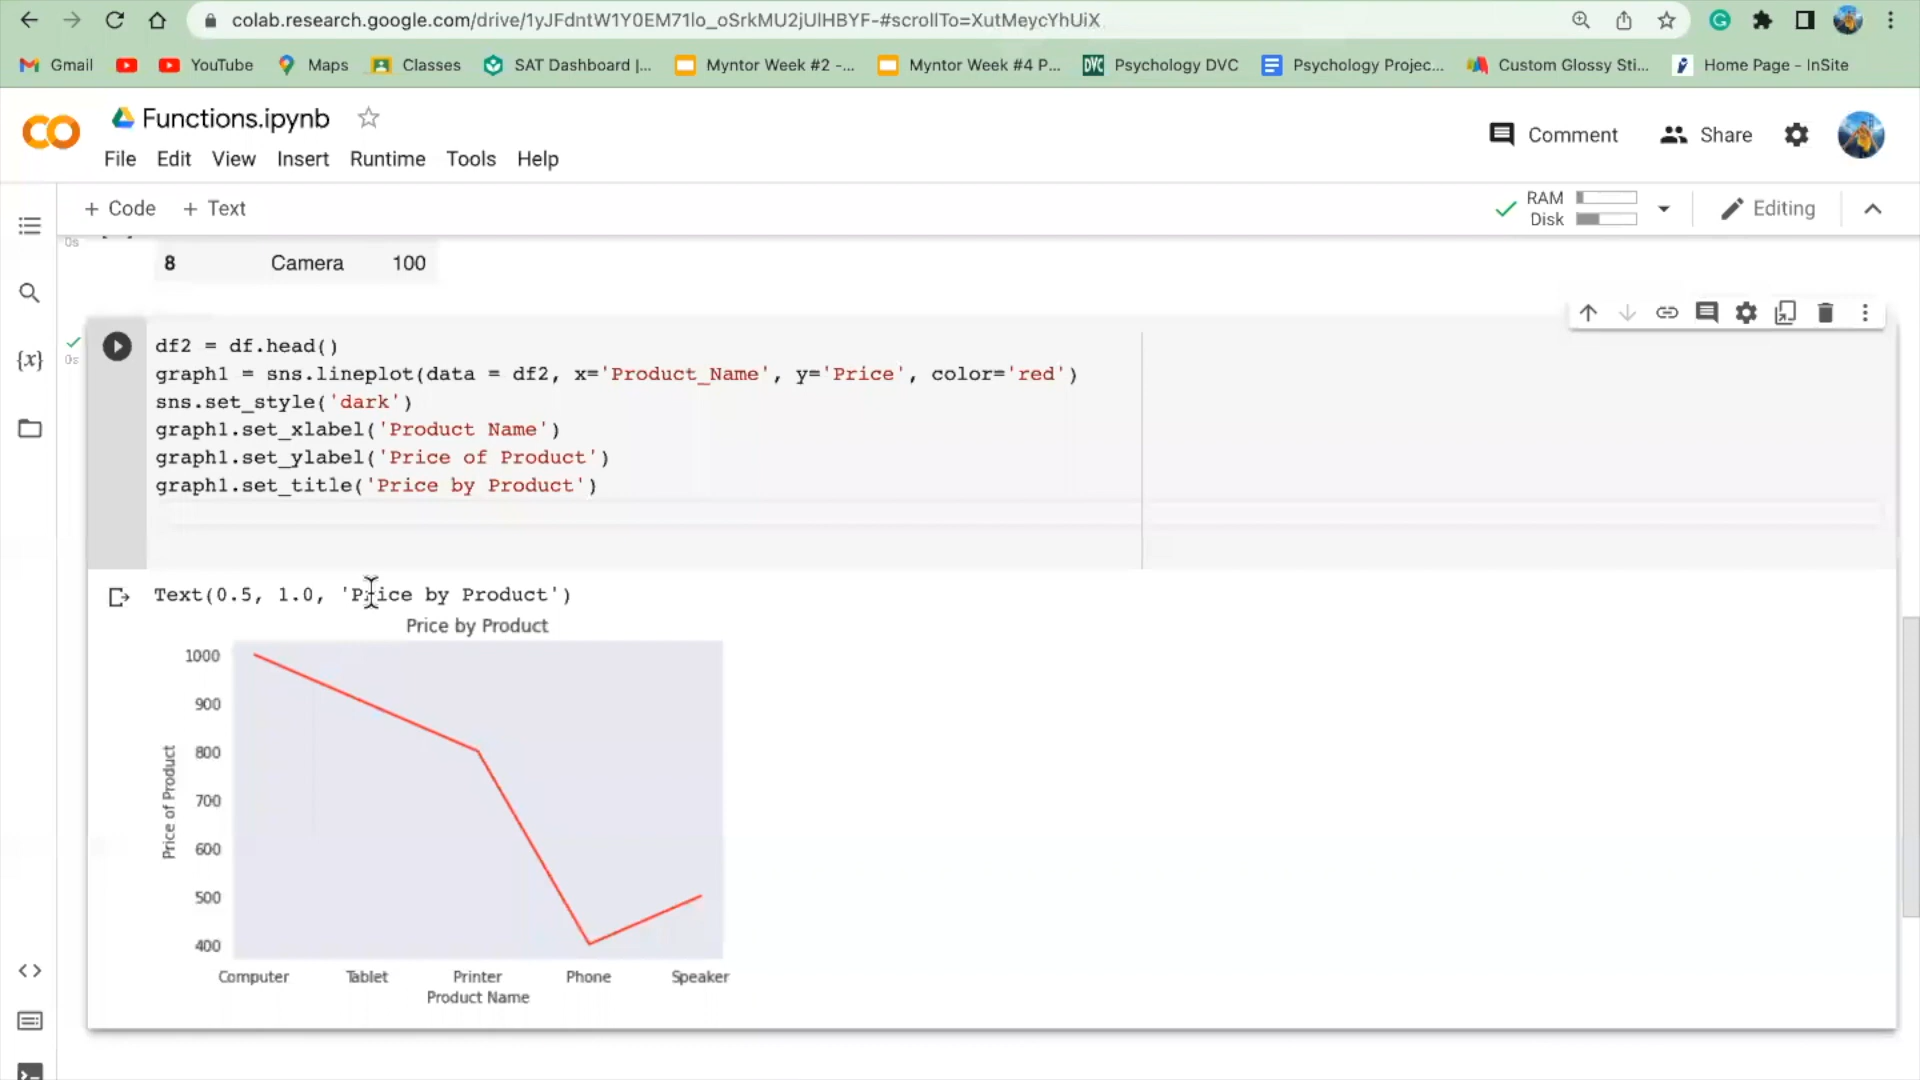 colab.research.google.com/drive/1yJFdntW1Y0EM71lo_oSrkMU2jUlHBYF-#scrollTo=XutMeycYhUiX
Gmail YouTube Maps Classes SAT Dashboard |... Myntor Week #2 -... Myntor Week #4 P... DVC Psychology DVC Psychology Projec... Custom Glossy Sti... Home Page - InSite
Functions.ipynb
Comment Share
File Edit View Insert Runtime Tools Help
+ Code + Text
RAM
Disk
Editing
0s
8 Camera 100
{x}
0s
df2 = df.head()
graph1 = sns.lineplot(data = df2, x='Product_Name', y='Price', color='red')
sns.set_style('dark')
graph1.set_xlabel('Product Name')
graph1.set_ylabel('Price of Product')
graph1.set_title('Price by Product')
Text(0.5, 1.0, 'Price by Product')
Price by Product
1000
900
800
700
600
500
400
Price of Product
Computer Tablet Printer Phone Speaker
Product Name